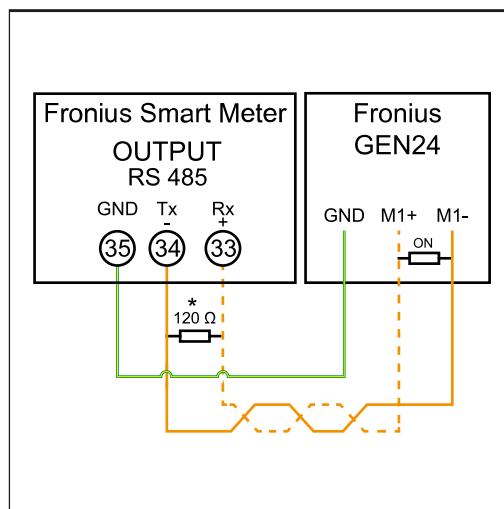 Fronius Smart Meter
OUTPUT
RS 485
GND Tx Rx
- +
35 34 33
*
120 Ω
Fronius
GEN24
GND M1+ M1-
ON